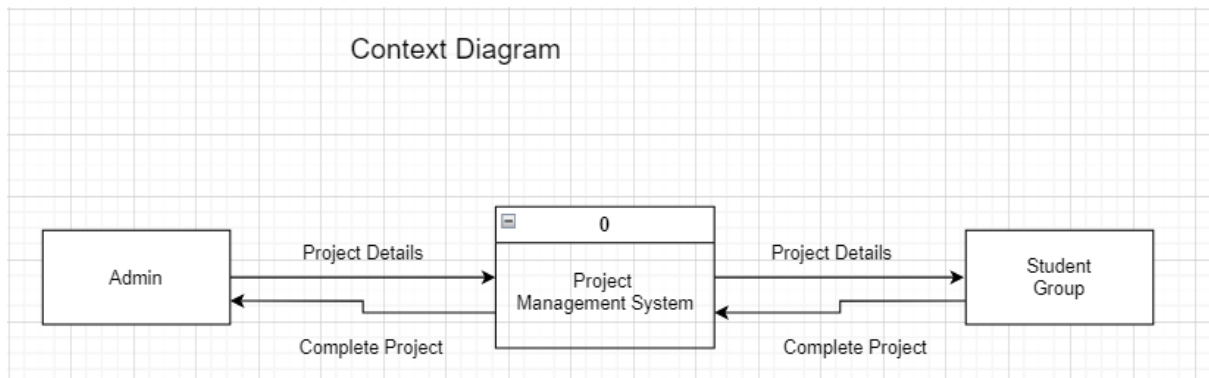 Context Diagram
0
Admin
Project Details
Project
Management System
Project Details
Student
Group
Complete Project
Complete Project